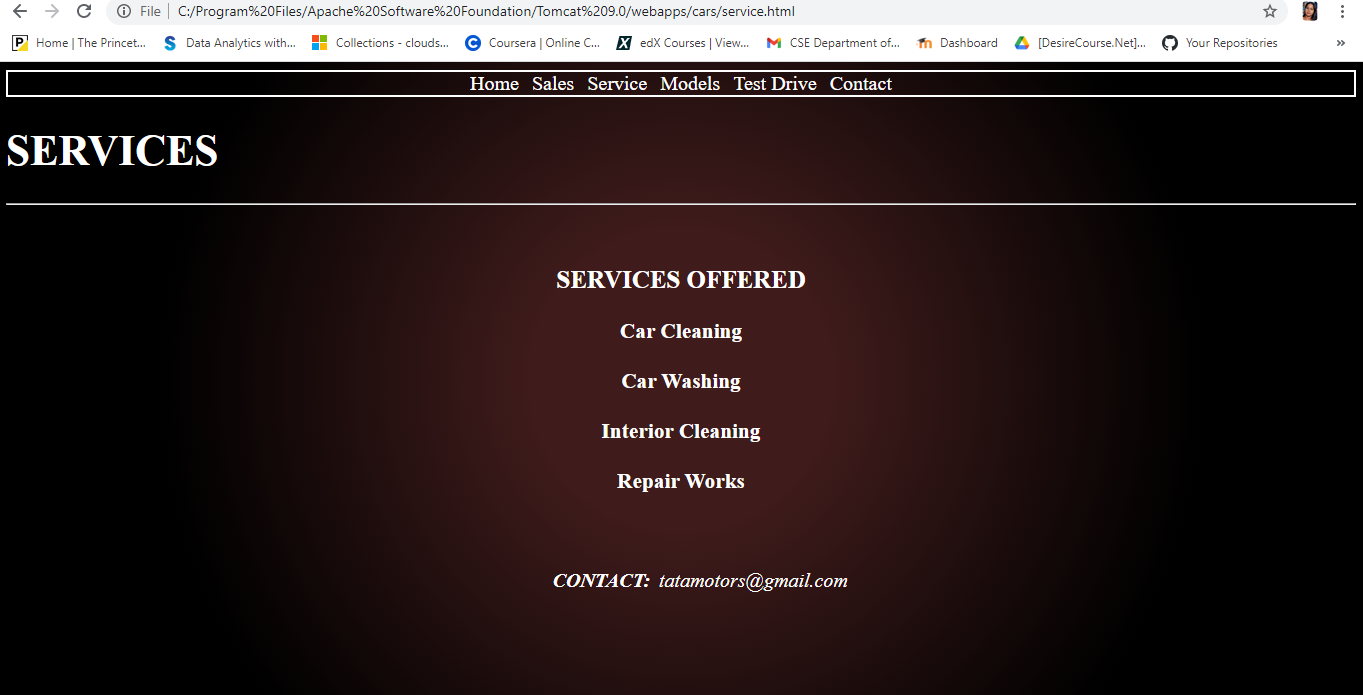 File C:/Program%20Files/Apache%20Software%20Foundation/Tomcat%209.0/webapps/cars/service.html
P Home | The Princet... S Data Analytics with... Collections - clouds... C Coursera | Online C... X edX Courses | View... CSE Department of... Dashboard [DesireCourse.Net]... Your Repositories »
Home Sales Service Models Test Drive Contact
SERVICES
SERVICES OFFERED
Car Cleaning
Car Washing
Interior Cleaning
Repair Works
CONTACT: tatamotors@gmail.com